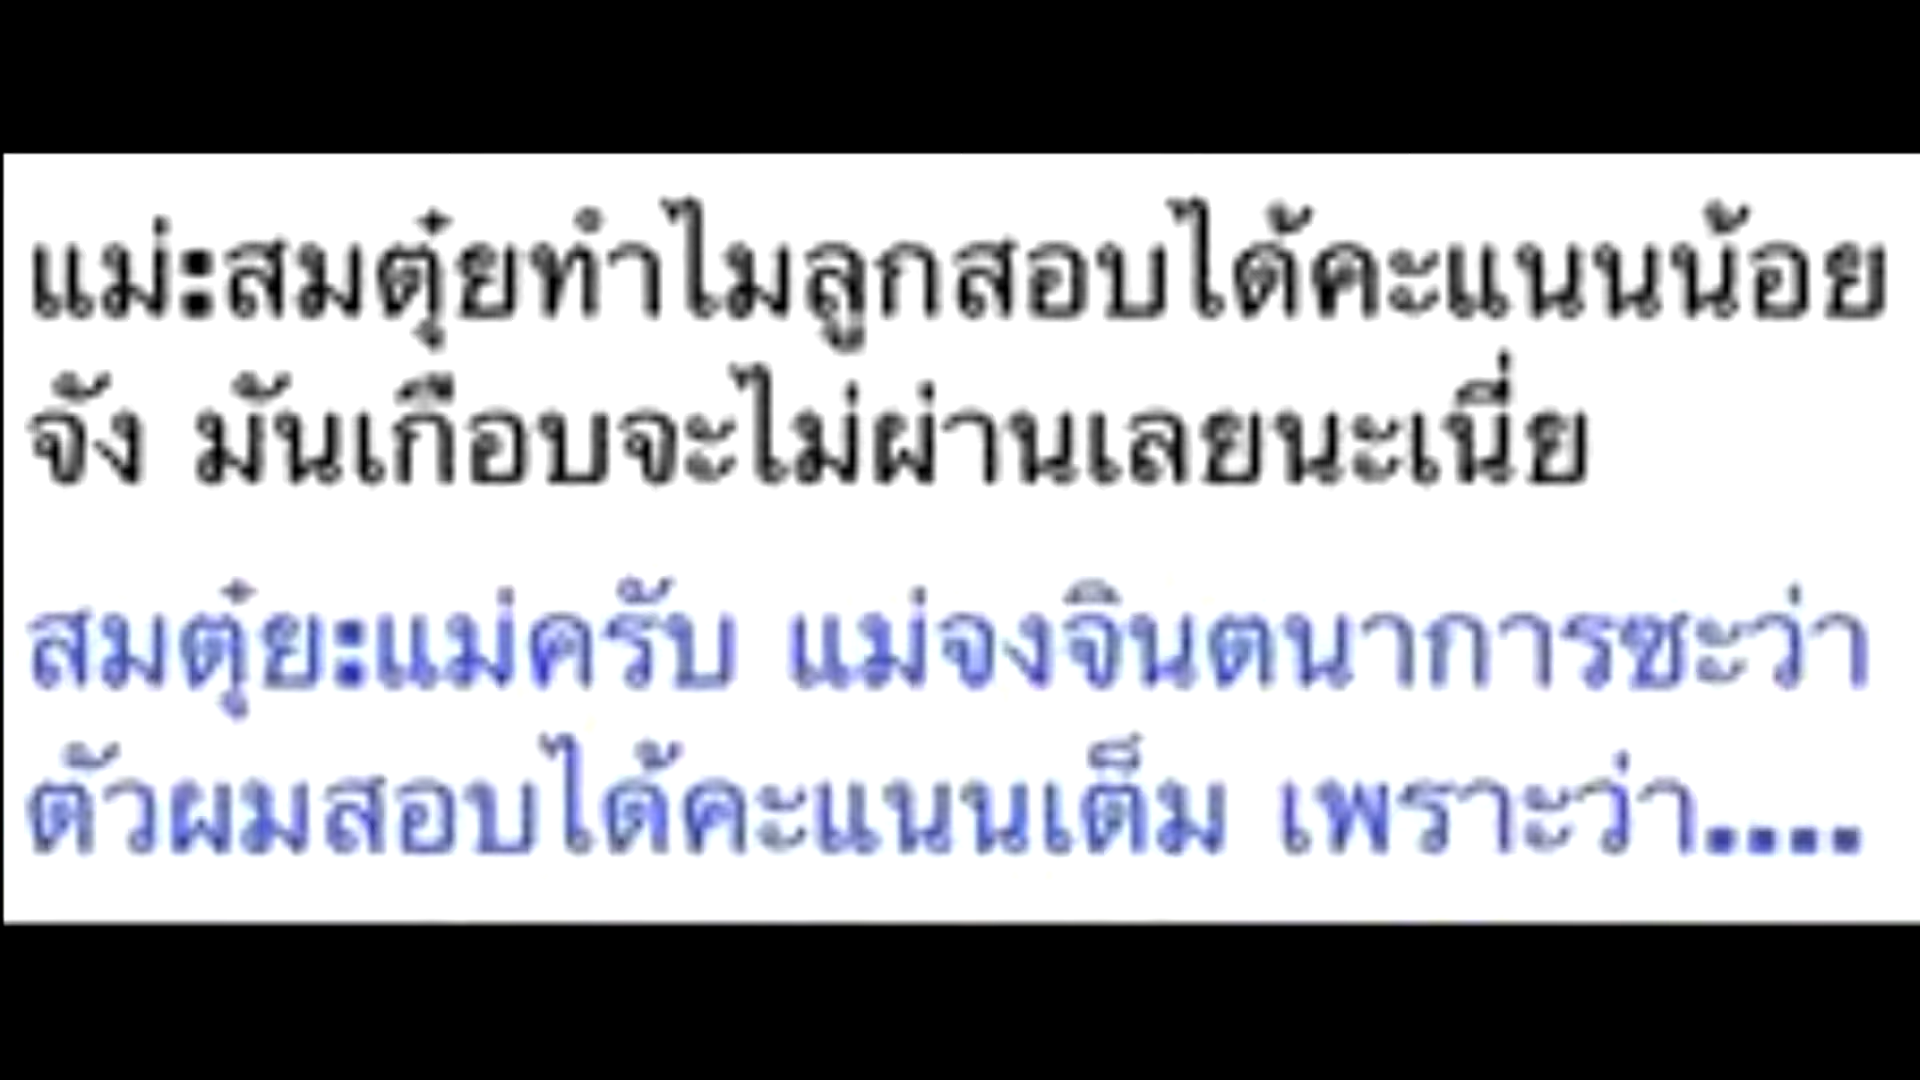 แม่:สมตุ๋ยทำไมลูกสอบได้คะแนนน้อย
จัง มันเกือบจะไม่ผ่านเลยนะเนี่ย
สมตุ๋ย:แม่ครับ แม่จงจินตนาการซะว่า
ตัวผมสอบได้คะแนนเต็ม เพราะว่า....